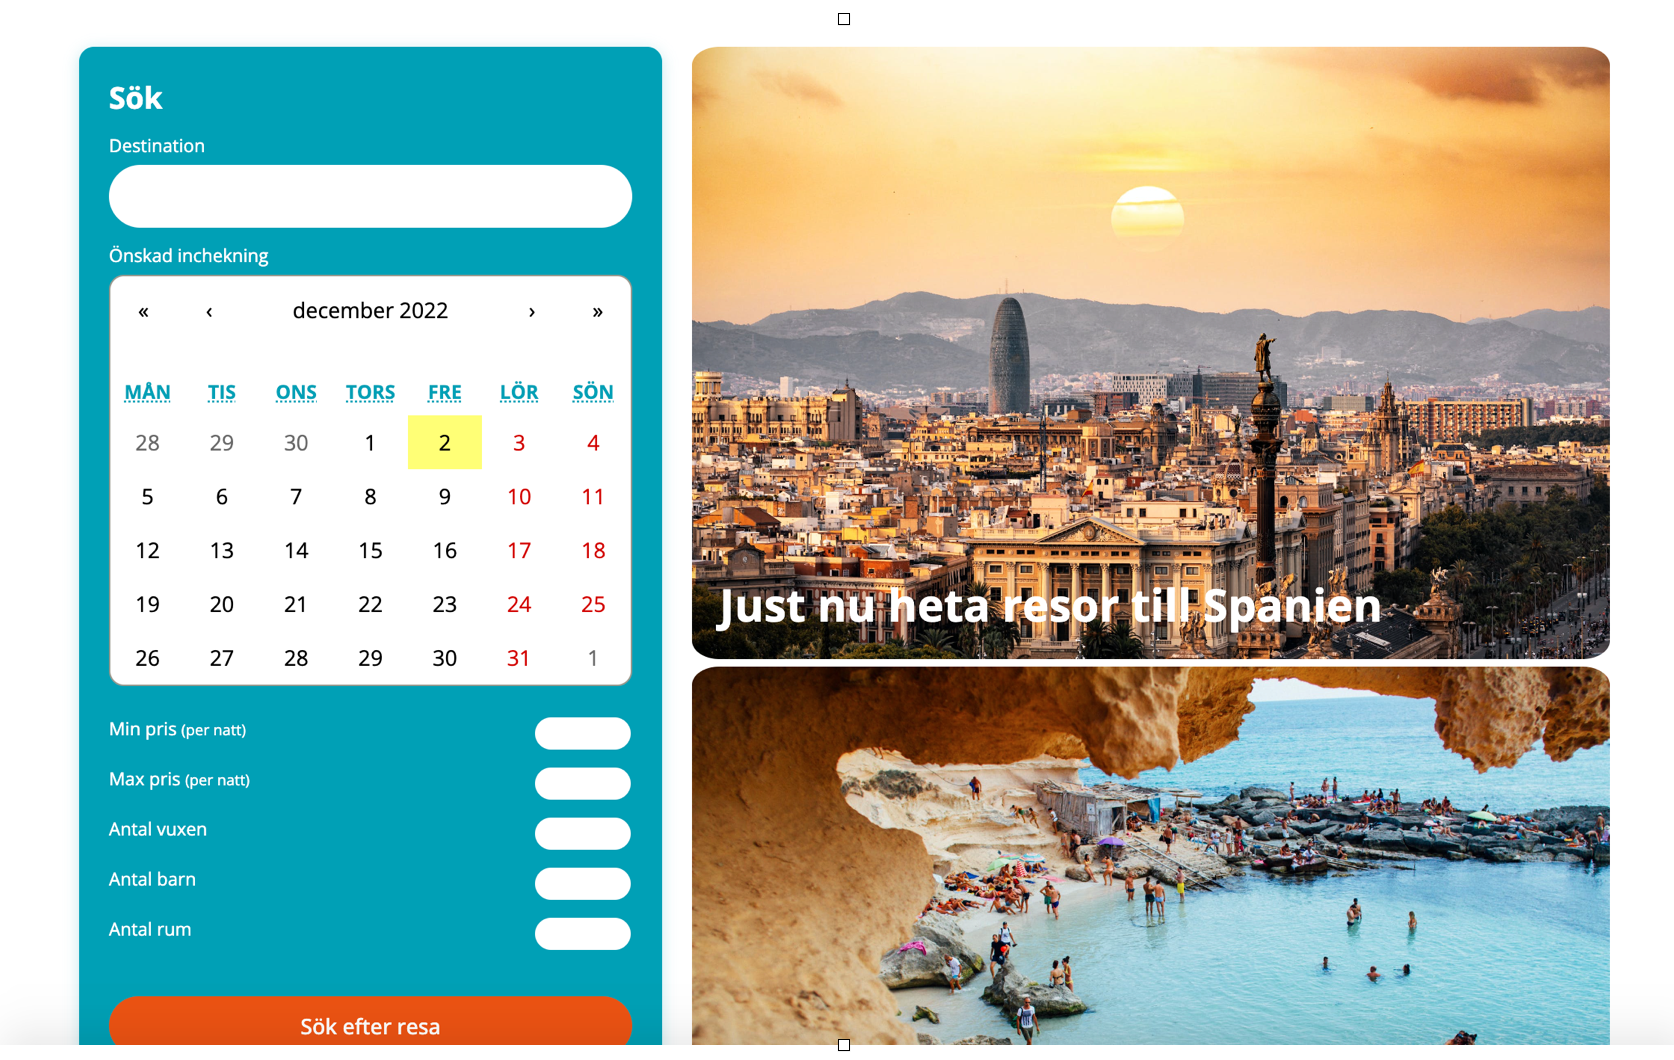 Sök
Destination
Önskad inchekning
« ‹ december 2022 › »
MÅN TIS ONS TORS FRE LÖR SÖN
28 29 30 1 2 3 4
5 6 7 8 9 10 11
12 13 14 15 16 17 18
19 20 21 22 23 24 25
26 27 28 29 30 31 1
Min pris (per natt)
Max pris (per natt)
Antal vuxen
Antal barn
Antal rum
Sök efter resa
Just nu heta resor till Spanien